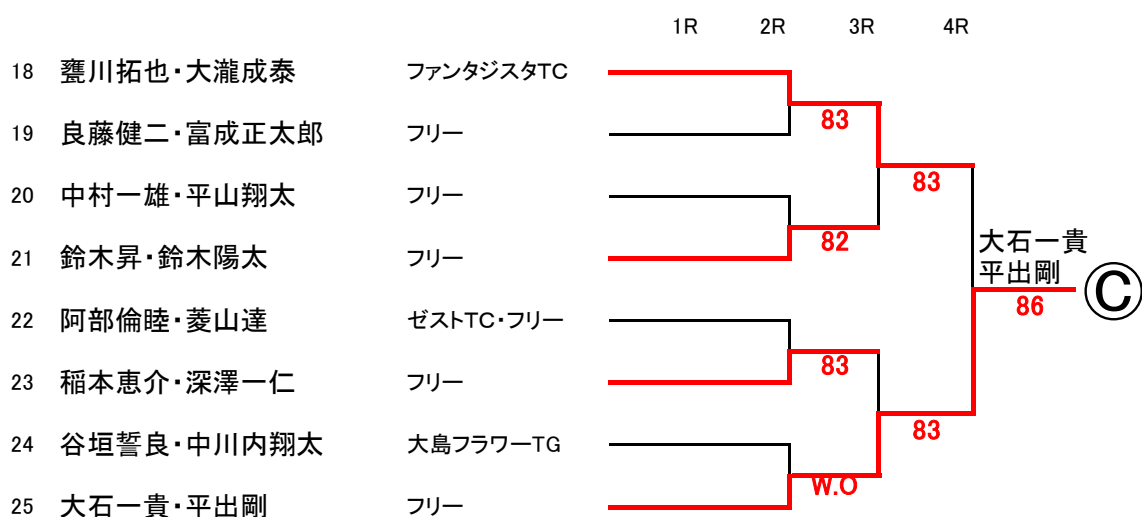 1R 2R 3R 4R
18 甕川拓也・大瀧成泰 ファンタジスタTC
83
19 良藤健二・富成正太郎 フリー
83
20 中村一雄・平山翔太 フリー
82
21 鈴木昇・鈴木陽太 フリー
大石一貴
平出剛
86
C
22 阿部倫睦・菱山達 ゼストTC・フリー
83
23 稲本恵介・深澤一仁 フリー
83
24 谷垣誓良・中川内翔太 大島フラワーTG
W.O
25 大石一貴・平出剛 フリー